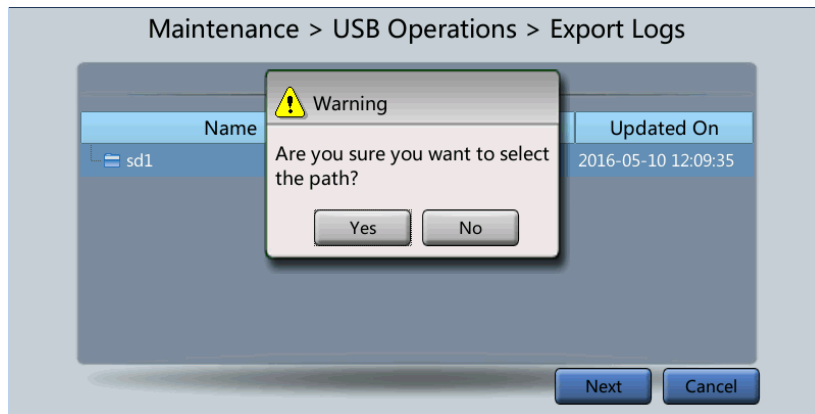 Maintenance > USB Operations > Export Logs
Warning
Name
Updated On
Are you sure you want to select
the path?
sd1
2016-05-10 12:09:35
Yes
No
Next
Cancel